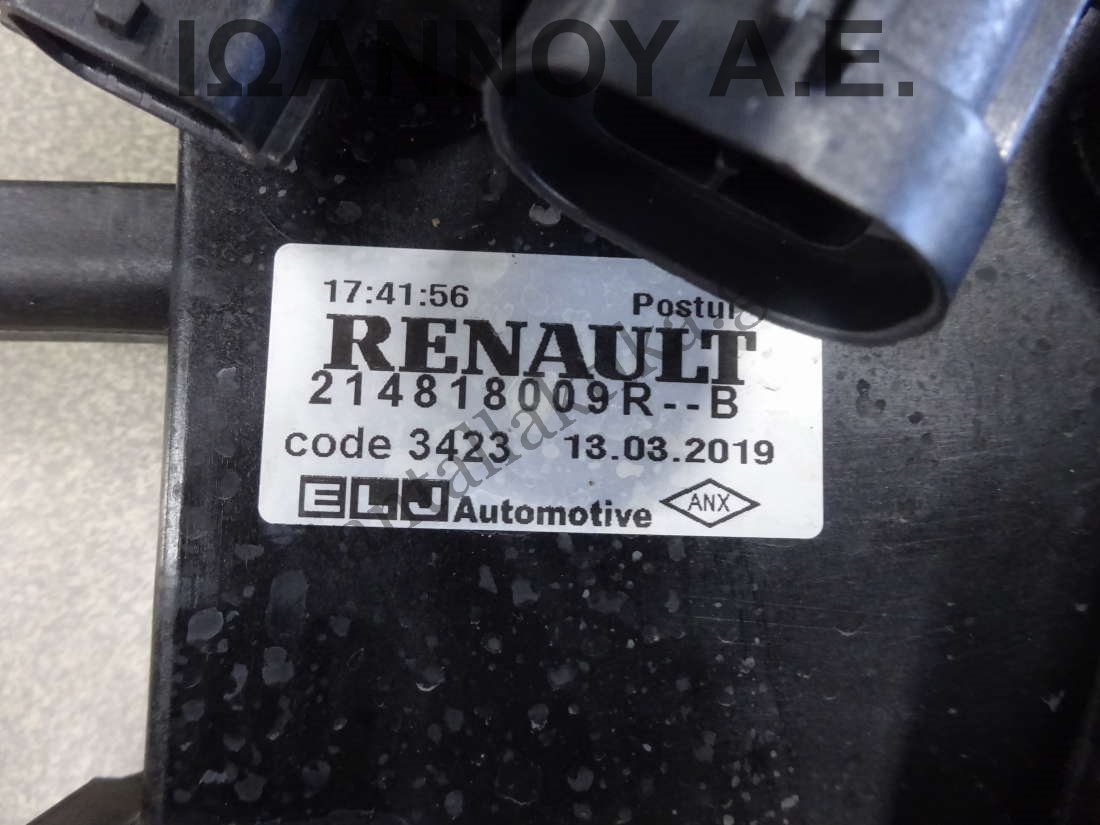 ΙΩΑΝΝΟΥ Α.Ε.
17:41:56
RENAULT
214818009R--B
code 3423 13.03.2019
ELJ Automotive ANX